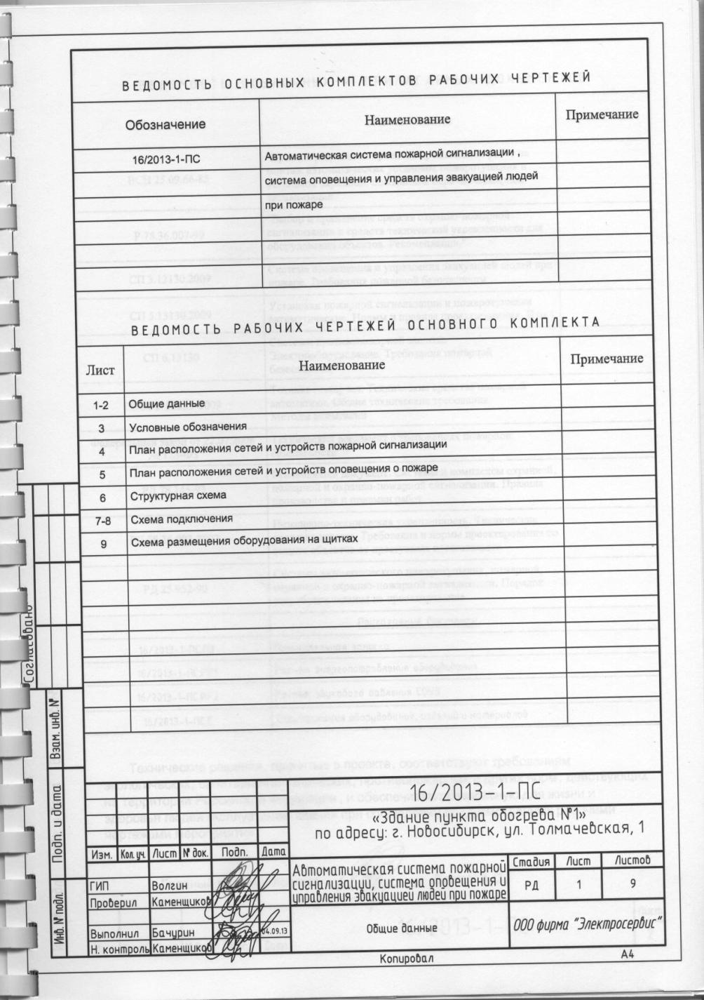 ВЕДОМОСТЬ ОСНОВНЫХ КОМПЛЕКТОВ РАБОЧИХ ЧЕРТЕЖЕЙ
Обозначение Наименование Примечание
16/2013-1-ПС Автоматическая система пожарной сигнализации ,
система оповещения и управления эвакуацией людей
при пожаре
ВЕДОМОСТЬ РАБОЧИХ ЧЕРТЕЖЕЙ ОСНОВНОГО КОМПЛЕКТА
Лист Наименование Примечание
1-2 Общие данные
3 Условные обозначения
4 План расположения сетей и устройств пожарной сигнализации
5 План расположения сетей и устройств оповещения о пожаре
6 Структурная схема
7-8 Схема подключения
9 Схема размещения оборудования на щитках
Согласовано
Взам. инв. №
Подп. и дата
Инв. № подл.
16/2013-1-ПС
«Здание пункта обогрева №1»
по адресу: г. Новосибирск, ул. Толмачевская, 1
Изм. Кол. уч. Лист № док. Подп. Дата
ГИП Волгин
Проверил Каменщиков
Выполнил Бачурин 04.09.13
Н. контроль Каменщиков
Автоматическая система пожарной
сигнализации, система оповещения и
управления эвакуацией людей при пожаре
Стадия Лист Листов
РД 1 9
Общие данные
ООО фирма "Электросервис"
Копировал А4